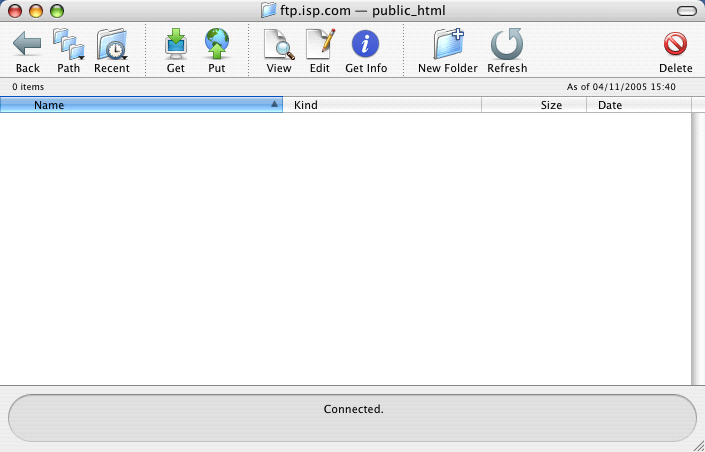 ftp.isp.com — public_html
Back Path Recent Get Put View Edit Get Info New Folder Refresh Delete
0 items As of 04/11/2005 15:40
Name Kind Size Date
Connected.